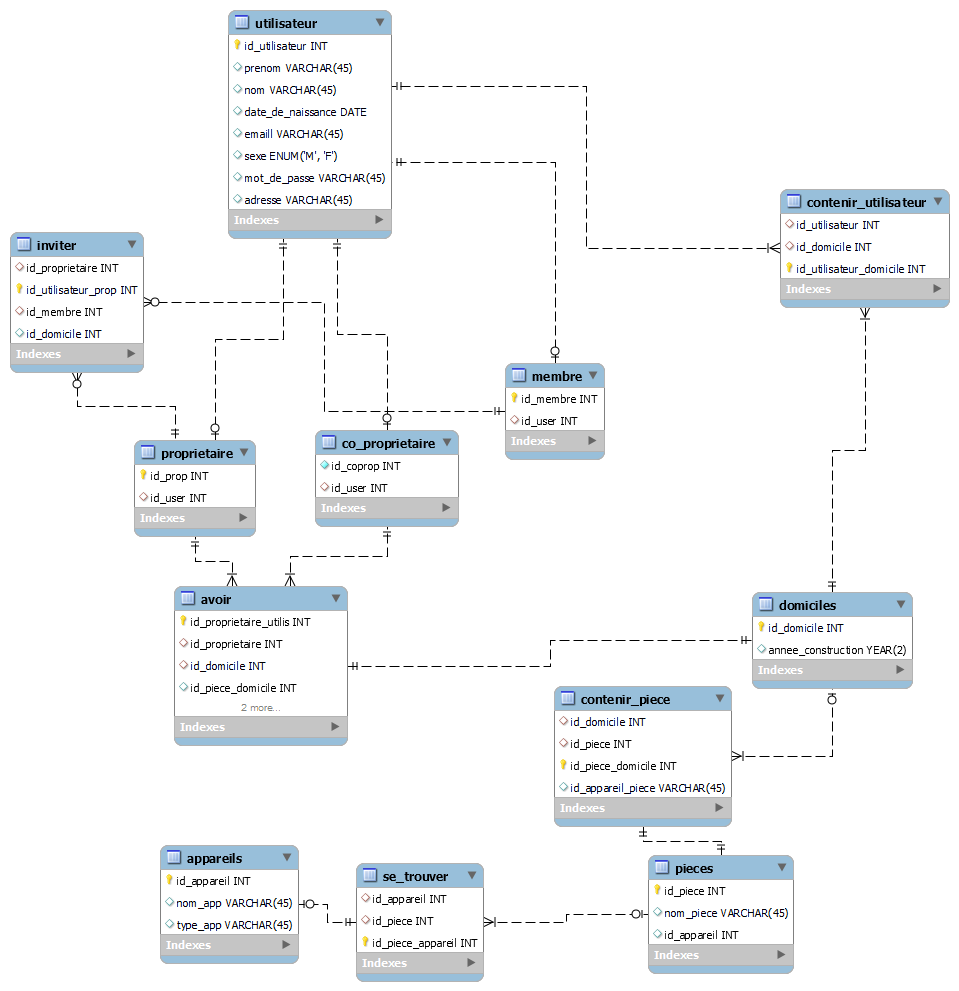 utilisateur
id_utilisateur INT
prenom VARCHAR(45)
nom VARCHAR(45)
date_de_naissance DATE
emaill VARCHAR(45)
sexe ENUM('M', 'F')
mot_de_passe VARCHAR(45)
adresse VARCHAR(45)
Indexes
contenir_utilisateur
id_utilisateur INT
id_domicile INT
id_utilisateur_domicile INT
Indexes
inviter
id_proprietaire INT
id_utilisateur_prop INT
id_membre INT
id_domicile INT
Indexes
membre
id_membre INT
id_user INT
Indexes
proprietaire
id_prop INT
id_user INT
Indexes
co_proprietaire
id_coprop INT
id_user INT
Indexes
avoir
id_proprietaire_utilis INT
id_proprietaire INT
id_domicile INT
id_piece_domicile INT
2 more...
Indexes
domiciles
id_domicile INT
annee_construction YEAR(2)
Indexes
contenir_piece
id_domicile INT
id_piece INT
id_piece_domicile INT
id_appareil_piece VARCHAR(45)
Indexes
appareils
id_appareil INT
nom_app VARCHAR(45)
type_app VARCHAR(45)
Indexes
se_trouver
id_appareil INT
id_piece INT
id_piece_appareil INT
Indexes
pieces
id_piece INT
nom_piece VARCHAR(45)
id_appareil INT
Indexes